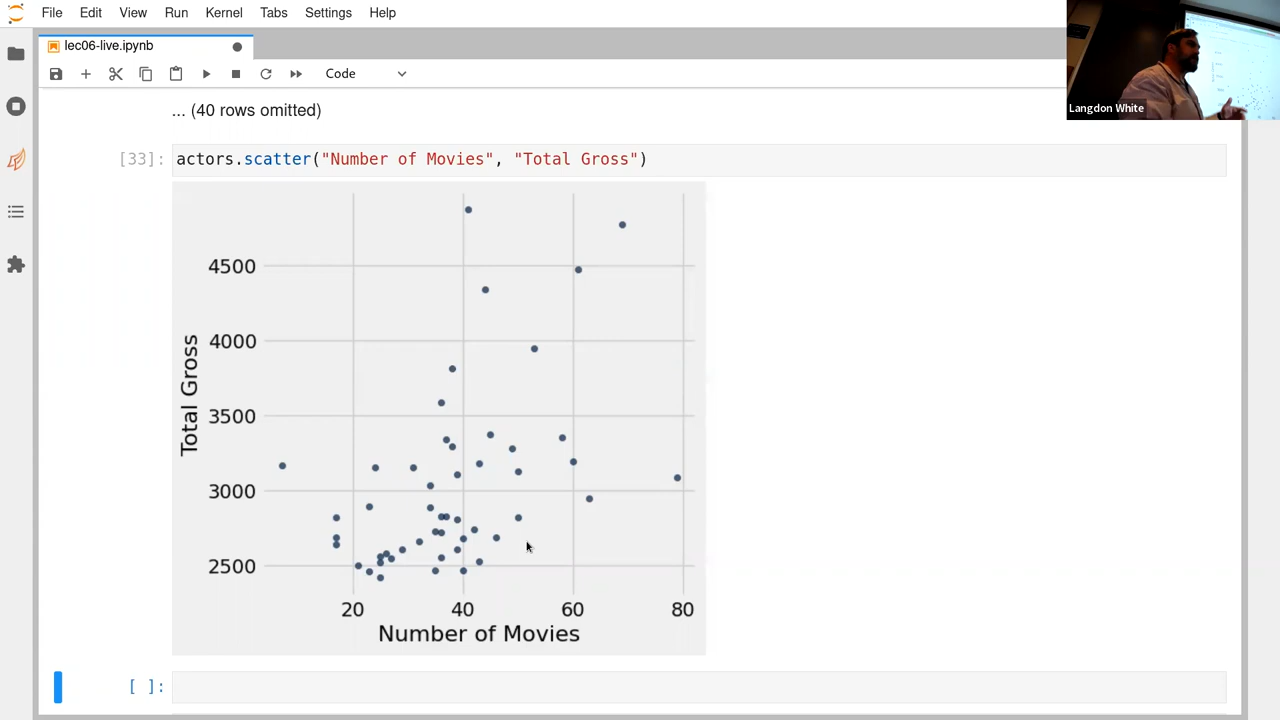 File Edit View Run Kernel Tabs Settings Help
lec06-live.ipynb
Code
Langdon White
... (40 rows omitted)
[33]: actors.scatter("Number of Movies", "Total Gross")
4500
4000
3500
3000
2500
Total Gross
20 40 60 80
Number of Movies
[ ]: